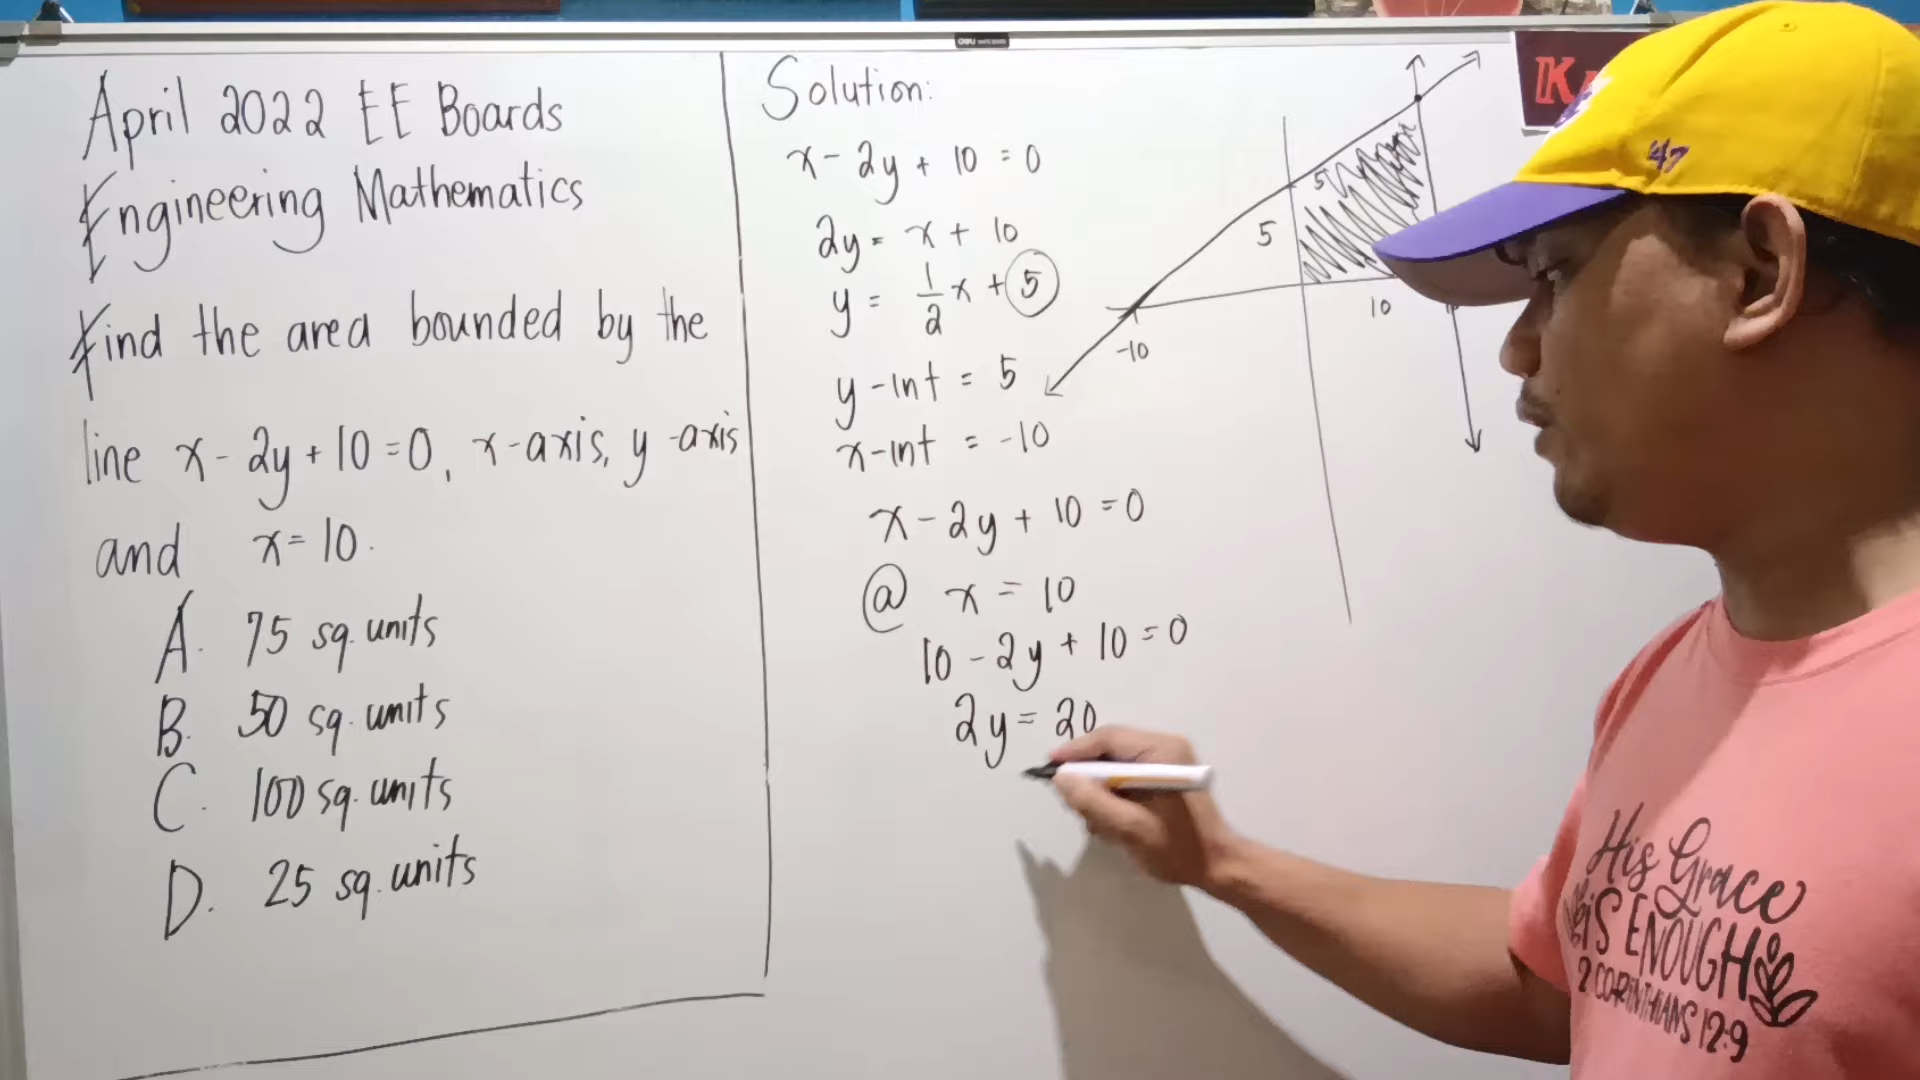 April 2022 EE Boards
Engineering Mathematics
Find the area bounded by the
line x - 2y + 10 = 0, x-axis, y-axis
and x = 10.
A. 75 sq. units
B. 50 sq. units
C. 100 sq. units
D. 25 sq. units
Solution:
x - 2y + 10 = 0
2y = x + 10
y = 1/2 x + 5
y-int = 5
x-int = -10
x - 2y + 10 = 0
@ x = 10
10 - 2y + 10 = 0
2y = 20
5
5
10
-10
deli
K
47
His Grace
is ENOUGH
2 CORINTHIANS 12:9